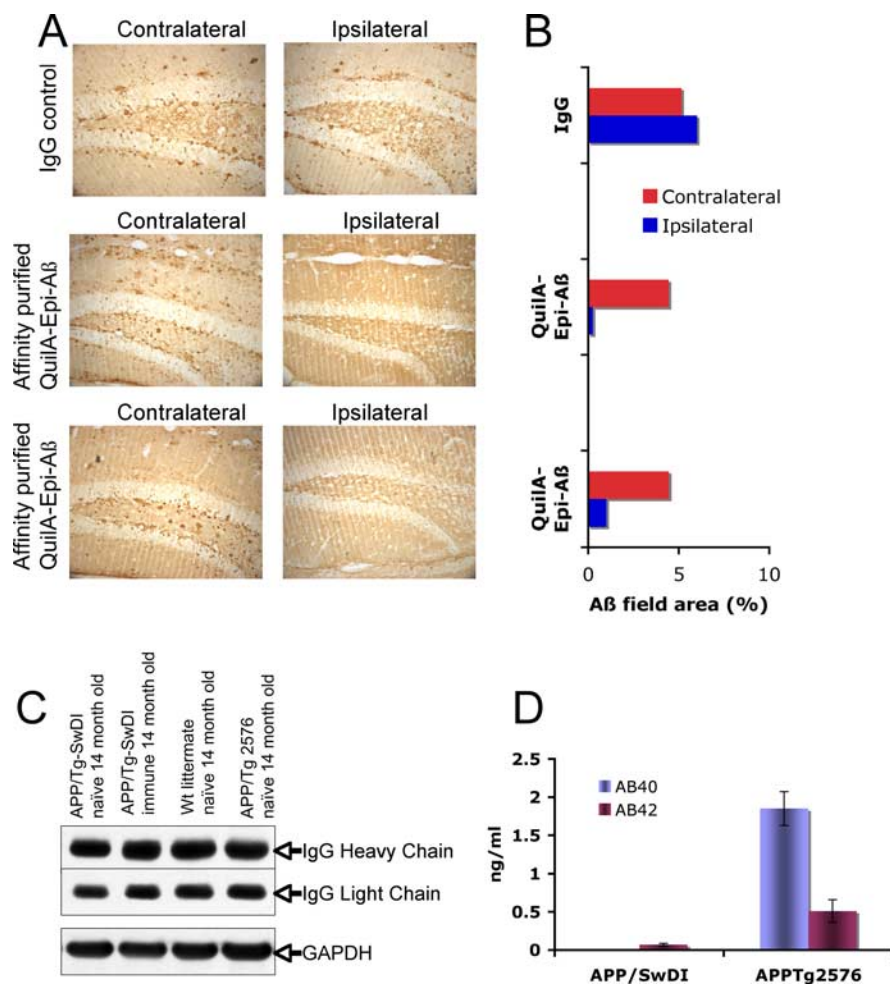 A
Contralateral
Ipsilateral
IgG control
Contralateral
Ipsilateral
Affinity purified
QuilA-Epi-Aß
Contralateral
Ipsilateral
Affinity purified
QuilA-Epi-Aß
B
IgG
Contralateral
Ipsilateral
QuilA-
Epi-Aß
QuilA-
Epi-Aß
0
5
10
Aß field area (%)
C
APP/Tg-SwDI
naïve 14 month old
APP/Tg-SwDI
immune 14 month old
Wt littermate
naïve 14 month old
APP/Tg 2576
naïve 14 month old
IgG Heavy Chain
IgG Light Chain
GAPDH
D
2.5
2
1.5
1
0.5
0
ng/ml
AB40
AB42
APP/SwDI
APPTg2576